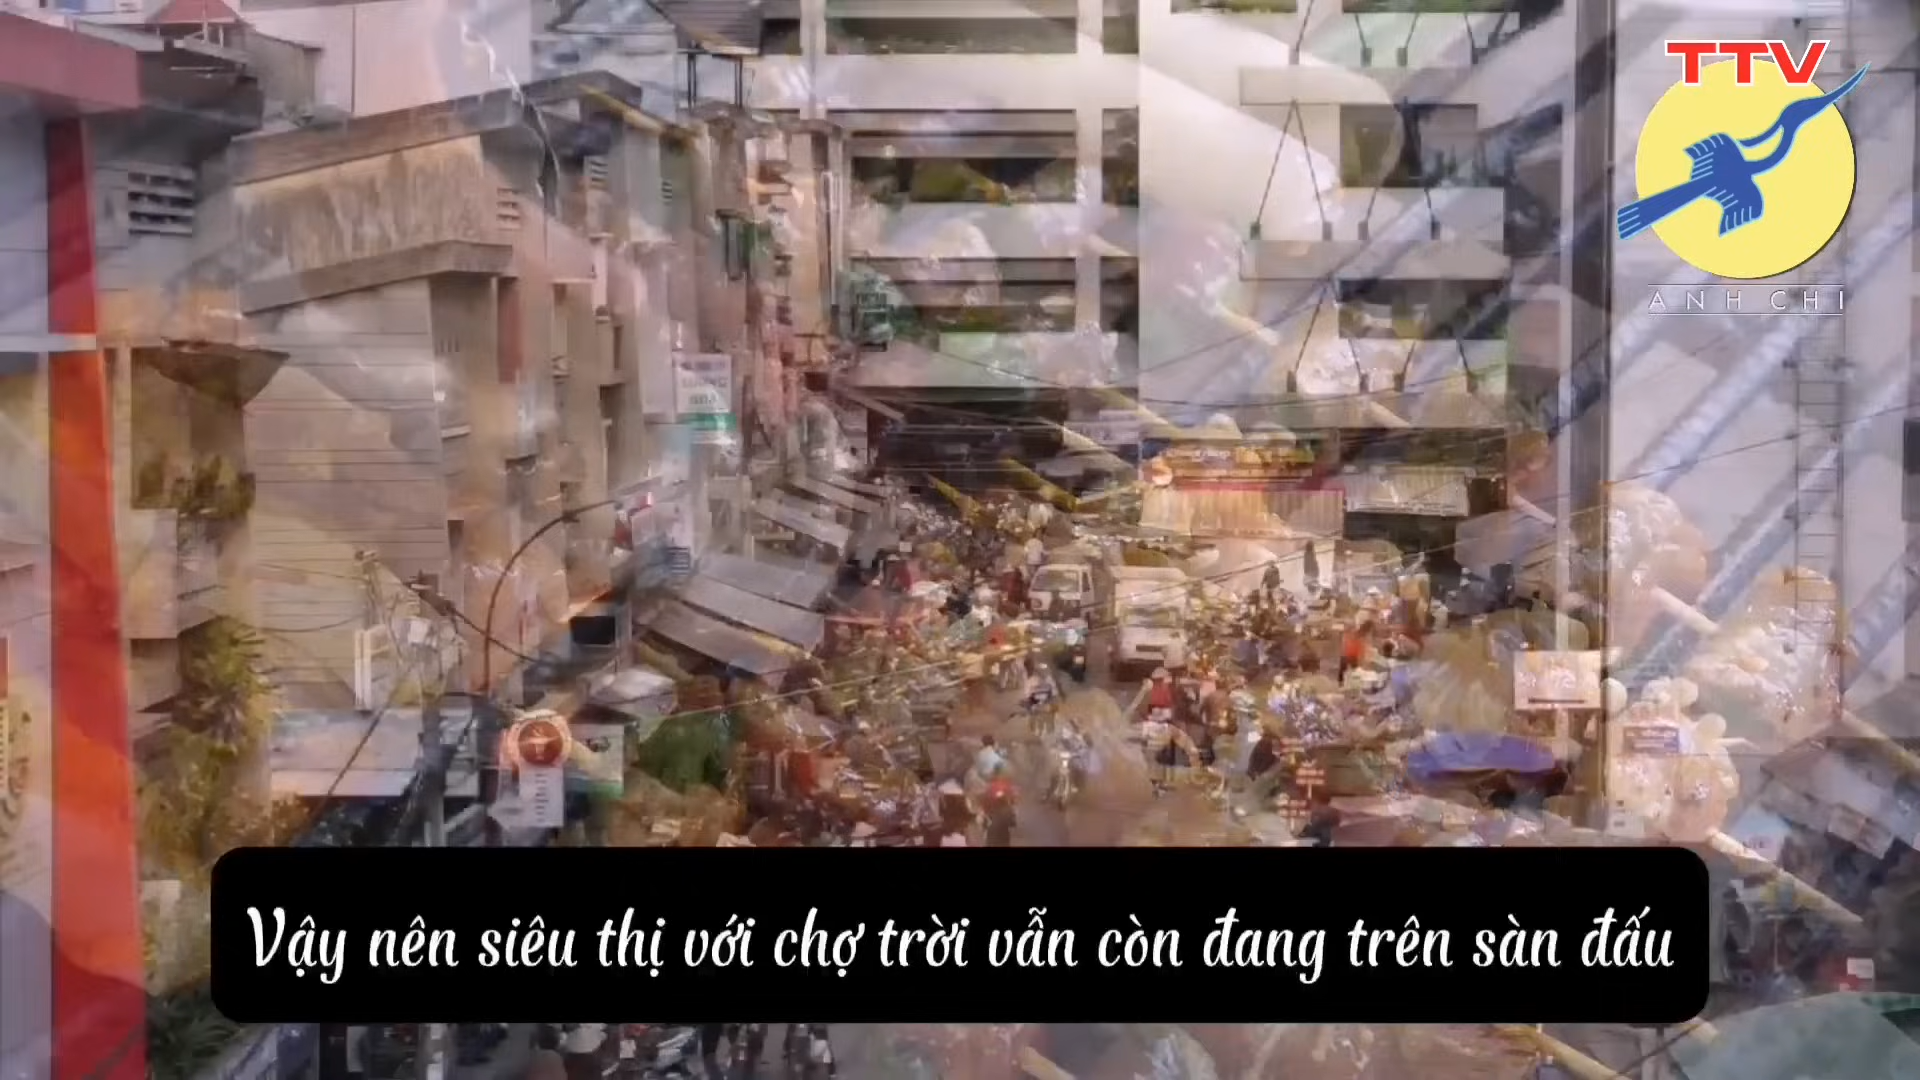 TTV
ANH CHI
Vậy nên siêu thị với chợ trời vẫn còn đang trên sàn đấu